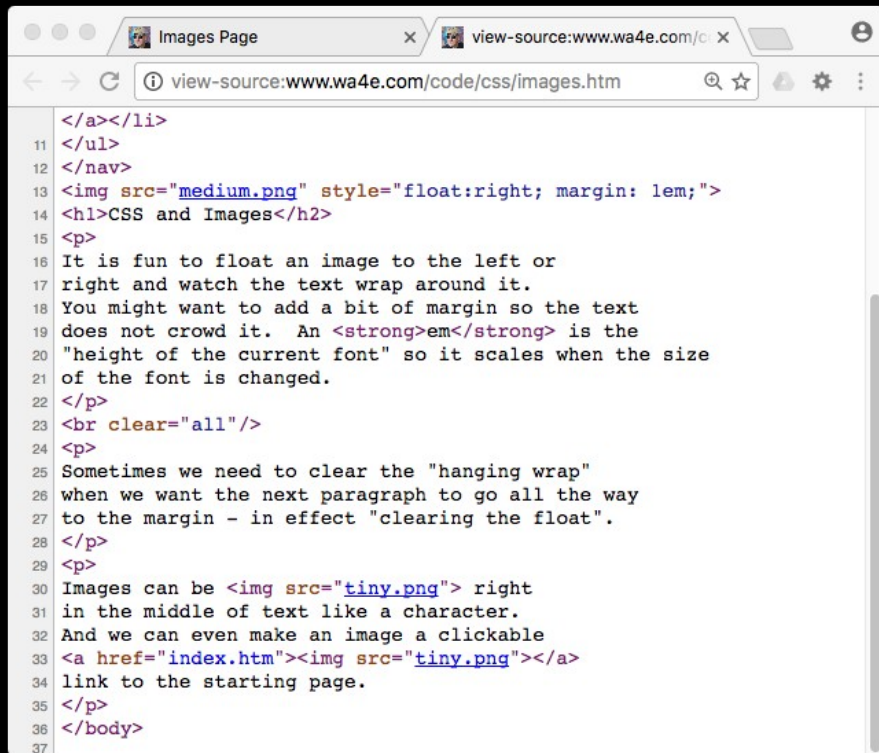 Images Page
view-source:www.wa4e.com/c
view-source:www.wa4e.com/code/css/images.htm
</a></li>
11 </ul>
12 </nav>
13 <img src="medium.png" style="float:right; margin: 1em;">
14 <h1>CSS and Images</h2>
15 <p>
16 It is fun to float an image to the left or
17 right and watch the text wrap around it.
18 You might want to add a bit of margin so the text
19 does not crowd it.  An <strong>em</strong> is the
20 "height of the current font" so it scales when the size
21 of the font is changed.
22 </p>
23 <br clear="all"/>
24 <p>
25 Sometimes we need to clear the "hanging wrap"
26 when we want the next paragraph to go all the way
27 to the margin - in effect "clearing the float".
28 </p>
29 <p>
30 Images can be <img src="tiny.png"> right
31 in the middle of text like a character.
32 And we can even make an image a clickable
33 <a href="index.htm"><img src="tiny.png"></a>
34 link to the starting page.
35 </p>
36 </body>
37